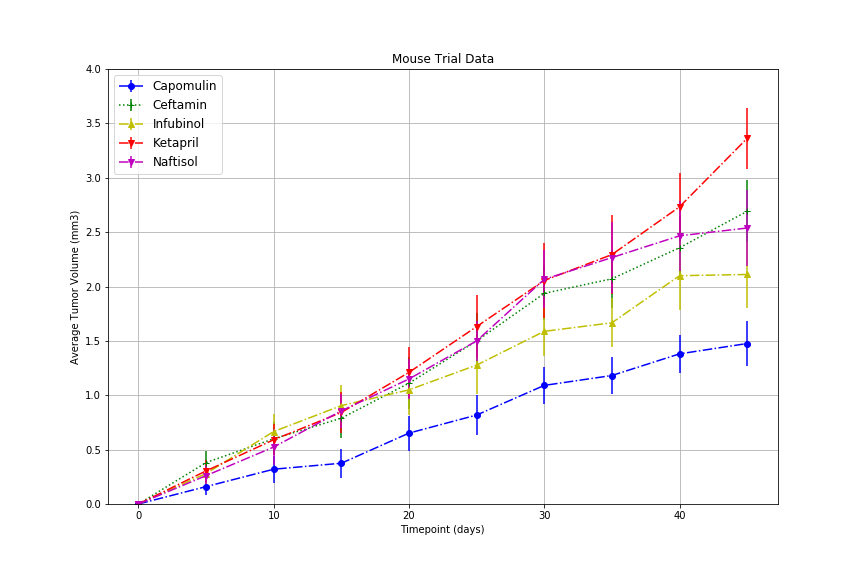 Mouse Trial Data
Average Tumor Volume (mm3)
4.0
3.5
3.0
2.5
2.0
1.5
1.0
0.5
0.0
Capomulin
Ceftamin
Infubinol
Ketapril
Naftisol
0 10 20 30 40
Timepoint (days)